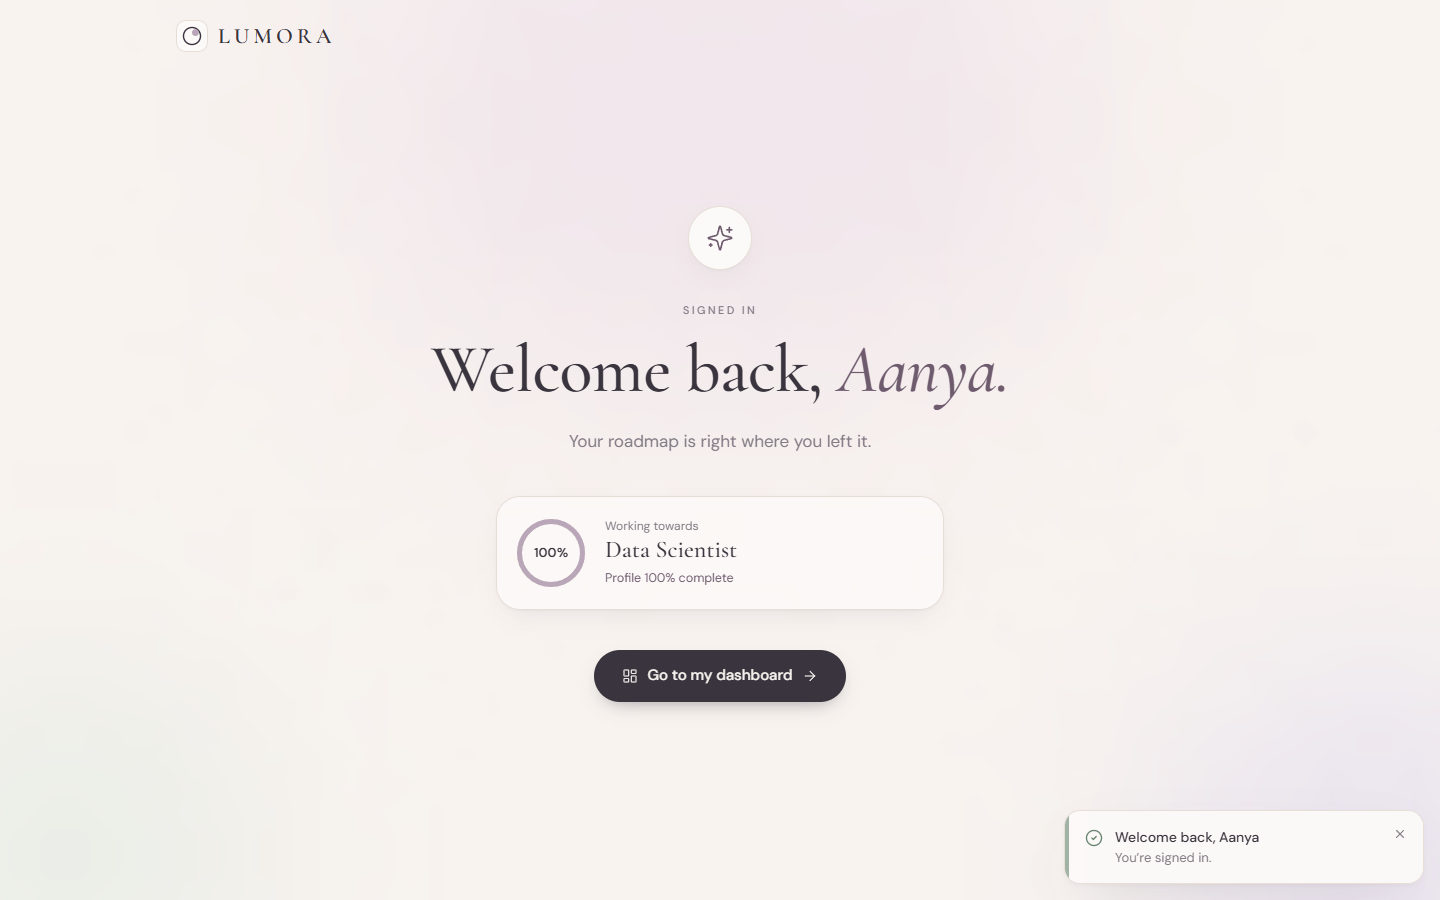 LUMORA
SIGNED IN
Welcome back, Aanya.
Your roadmap is right where you left it.
100%
Working towards
Data Scientist
Profile 100% complete
Go to my dashboard
Welcome back, Aanya
You’re signed in.